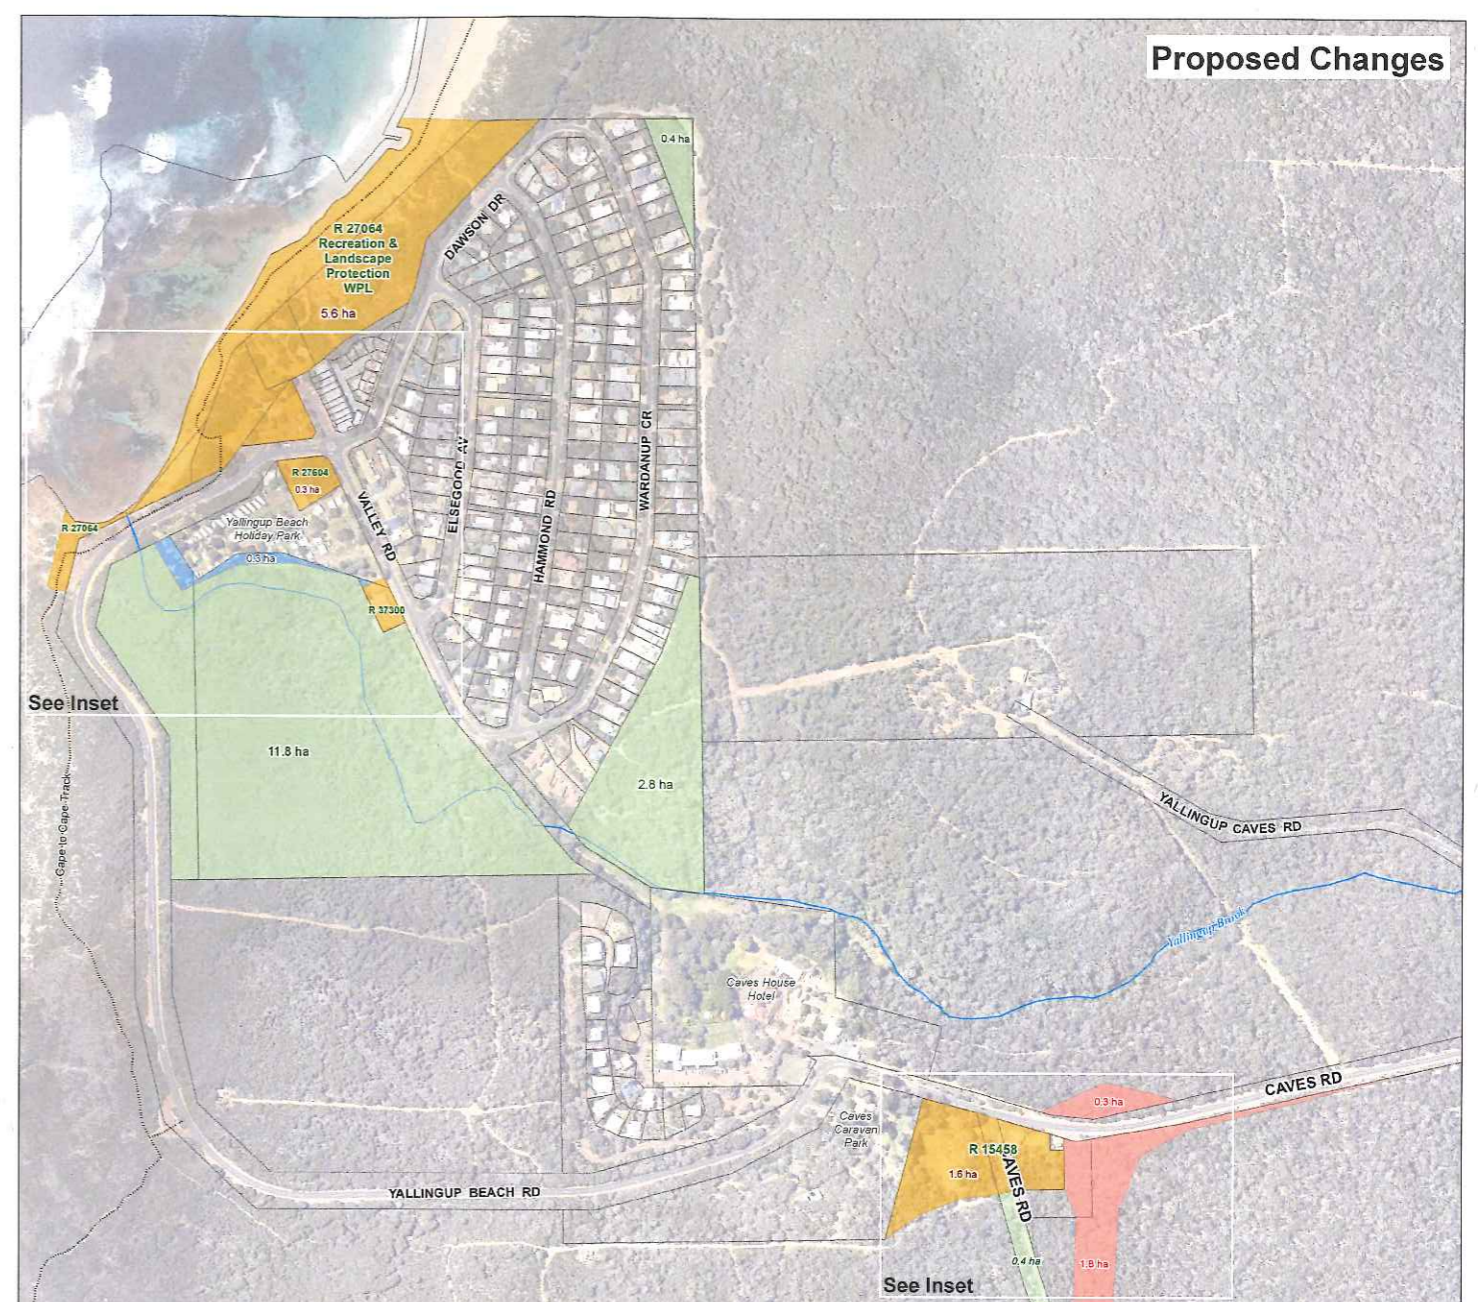 Proposed Changes
0.4 ha
DAWSON DR
R 27064
Recreation &
Landscape
Protection
WPL
5.6 ha
WARDANUP CR
ELSEGOOD AV
HAMMOND RD
VALLEY RD
R 27604
0.3 ha
R 27064
Yallingup Beach
Holiday Park
0.3 ha
R 37300
See Inset
11.8 ha
2.8 ha
Cape to Cape Track
YALLINGUP CAVES RD
Yallingup Brook
Caves House
Hotel
CAVES RD
0.3 ha
Caves
Caravan
Park
R 15458
1.6 ha
CAVES RD
YALLINGUP BEACH RD
0.4 ha
1.8 ha
See Inset